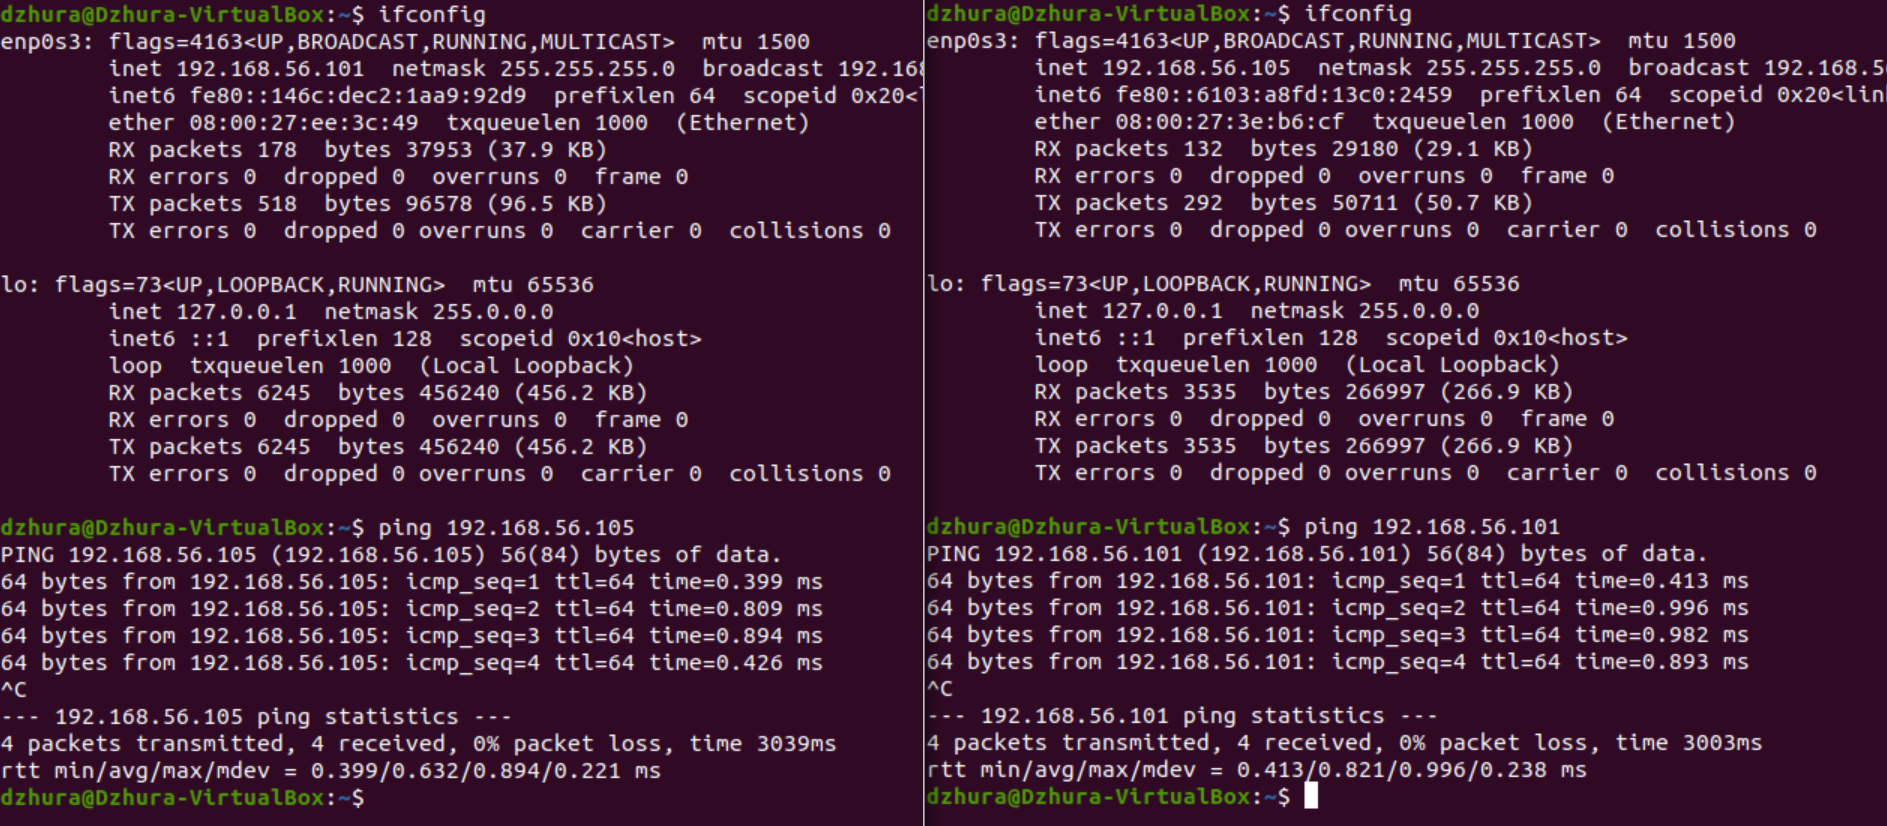 dzhura@Dzhura-VirtualBox:~$ ifconfig
enp0s3: flags=4163<UP,BROADCAST,RUNNING,MULTICAST>  mtu 1500
        inet 192.168.56.101  netmask 255.255.255.0  broadcast 192.168
        inet6 fe80::146c:dec2:1aa9:92d9  prefixlen 64  scopeid 0x20<
        ether 08:00:27:ee:3c:49  txqueuelen 1000  (Ethernet)
        RX packets 178  bytes 37953 (37.9 KB)
        RX errors 0  dropped 0  overruns 0  frame 0
        TX packets 518  bytes 96578 (96.5 KB)
        TX errors 0  dropped 0 overruns 0  carrier 0  collisions 0

lo: flags=73<UP,LOOPBACK,RUNNING>  mtu 65536
        inet 127.0.0.1  netmask 255.0.0.0
        inet6 ::1  prefixlen 128  scopeid 0x10<host>
        loop  txqueuelen 1000  (Local Loopback)
        RX packets 6245  bytes 456240 (456.2 KB)
        RX errors 0  dropped 0  overruns 0  frame 0
        TX packets 6245  bytes 456240 (456.2 KB)
        TX errors 0  dropped 0 overruns 0  carrier 0  collisions 0

dzhura@Dzhura-VirtualBox:~$ ping 192.168.56.105
PING 192.168.56.105 (192.168.56.105) 56(84) bytes of data.
64 bytes from 192.168.56.105: icmp_seq=1 ttl=64 time=0.399 ms
64 bytes from 192.168.56.105: icmp_seq=2 ttl=64 time=0.809 ms
64 bytes from 192.168.56.105: icmp_seq=3 ttl=64 time=0.894 ms
64 bytes from 192.168.56.105: icmp_seq=4 ttl=64 time=0.426 ms
^C
--- 192.168.56.105 ping statistics ---
4 packets transmitted, 4 received, 0% packet loss, time 3039ms
rtt min/avg/max/mdev = 0.399/0.632/0.894/0.221 ms
dzhura@Dzhura-VirtualBox:~$
dzhura@Dzhura-VirtualBox:~$ ifconfig
enp0s3: flags=4163<UP,BROADCAST,RUNNING,MULTICAST>  mtu 1500
        inet 192.168.56.105  netmask 255.255.255.0  broadcast 192.168.5
        inet6 fe80::6103:a8fd:13c0:2459  prefixlen 64  scopeid 0x20<lin
        ether 08:00:27:3e:b6:cf  txqueuelen 1000  (Ethernet)
        RX packets 132  bytes 29180 (29.1 KB)
        RX errors 0  dropped 0  overruns 0  frame 0
        TX packets 292  bytes 50711 (50.7 KB)
        TX errors 0  dropped 0 overruns 0  carrier 0  collisions 0

lo: flags=73<UP,LOOPBACK,RUNNING>  mtu 65536
        inet 127.0.0.1  netmask 255.0.0.0
        inet6 ::1  prefixlen 128  scopeid 0x10<host>
        loop  txqueuelen 1000  (Local Loopback)
        RX packets 3535  bytes 266997 (266.9 KB)
        RX errors 0  dropped 0  overruns 0  frame 0
        TX packets 3535  bytes 266997 (266.9 KB)
        TX errors 0  dropped 0 overruns 0  carrier 0  collisions 0

dzhura@Dzhura-VirtualBox:~$ ping 192.168.56.101
PING 192.168.56.101 (192.168.56.101) 56(84) bytes of data.
64 bytes from 192.168.56.101: icmp_seq=1 ttl=64 time=0.413 ms
64 bytes from 192.168.56.101: icmp_seq=2 ttl=64 time=0.996 ms
64 bytes from 192.168.56.101: icmp_seq=3 ttl=64 time=0.982 ms
64 bytes from 192.168.56.101: icmp_seq=4 ttl=64 time=0.893 ms
^C
--- 192.168.56.101 ping statistics ---
4 packets transmitted, 4 received, 0% packet loss, time 3003ms
rtt min/avg/max/mdev = 0.413/0.821/0.996/0.238 ms
dzhura@Dzhura-VirtualBox:~$